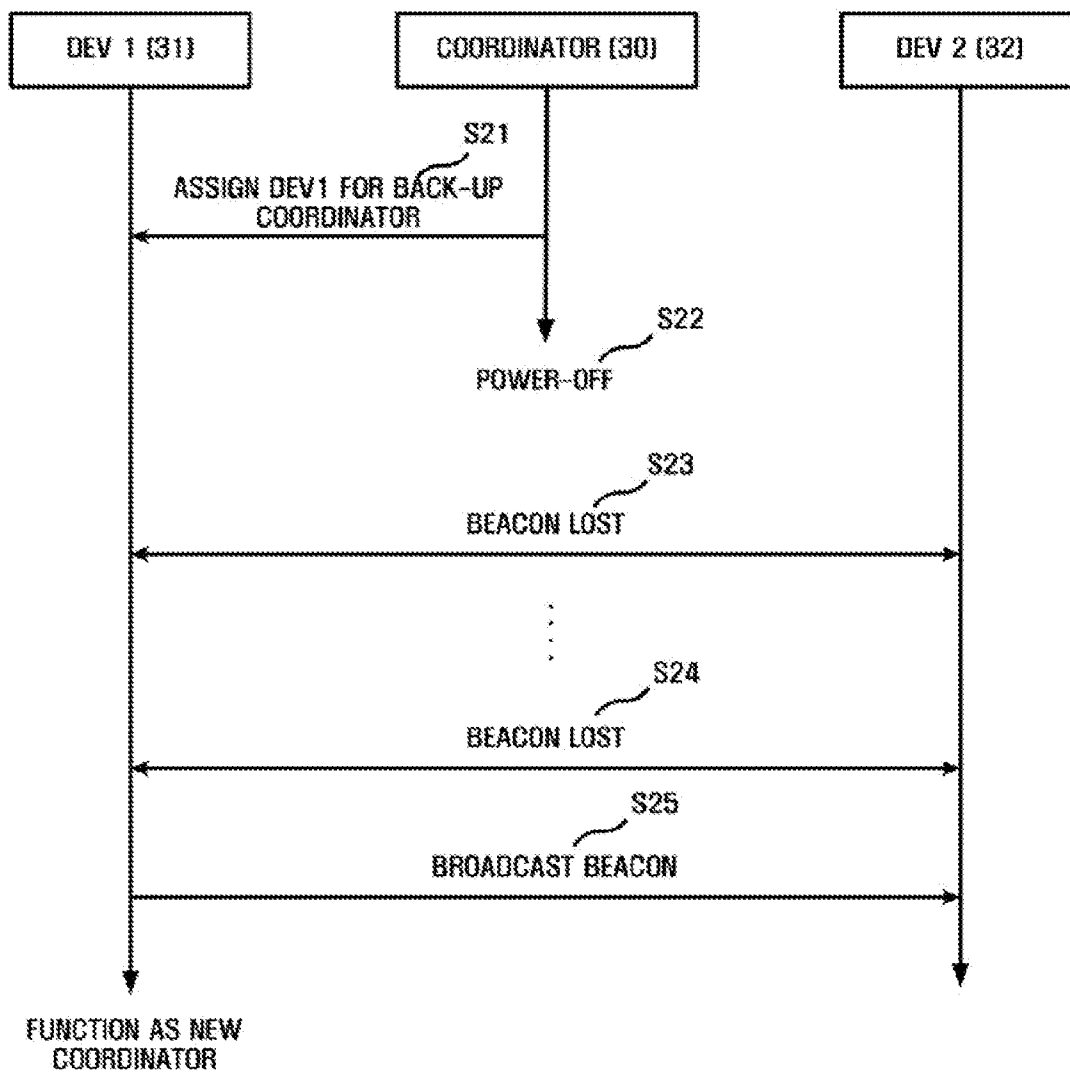 DEV 1 (31)
COORDINATOR (30)
DEV 2 (32)
S21
ASSIGN DEV1 FOR BACK-UP
COORDINATOR
S22
POWER-OFF
S23
BEACON LOST
S24
BEACON LOST
S25
BROADCAST BEACON
FUNCTION AS NEW
COORDINATOR